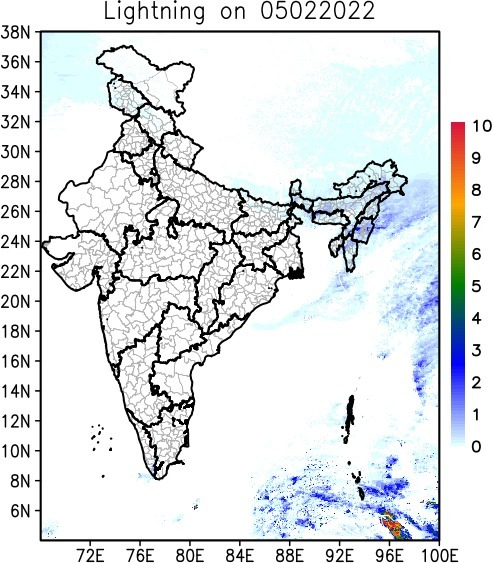 Lightning on 05022022
38N
36N
34N
32N
30N
28N
26N
24N
22N
20N
18N
16N
14N
12N
10N
8N
6N
72E 76E 80E 84E 88E 92E 96E 100E
10
9
8
7
6
5
4
3
2
1
0